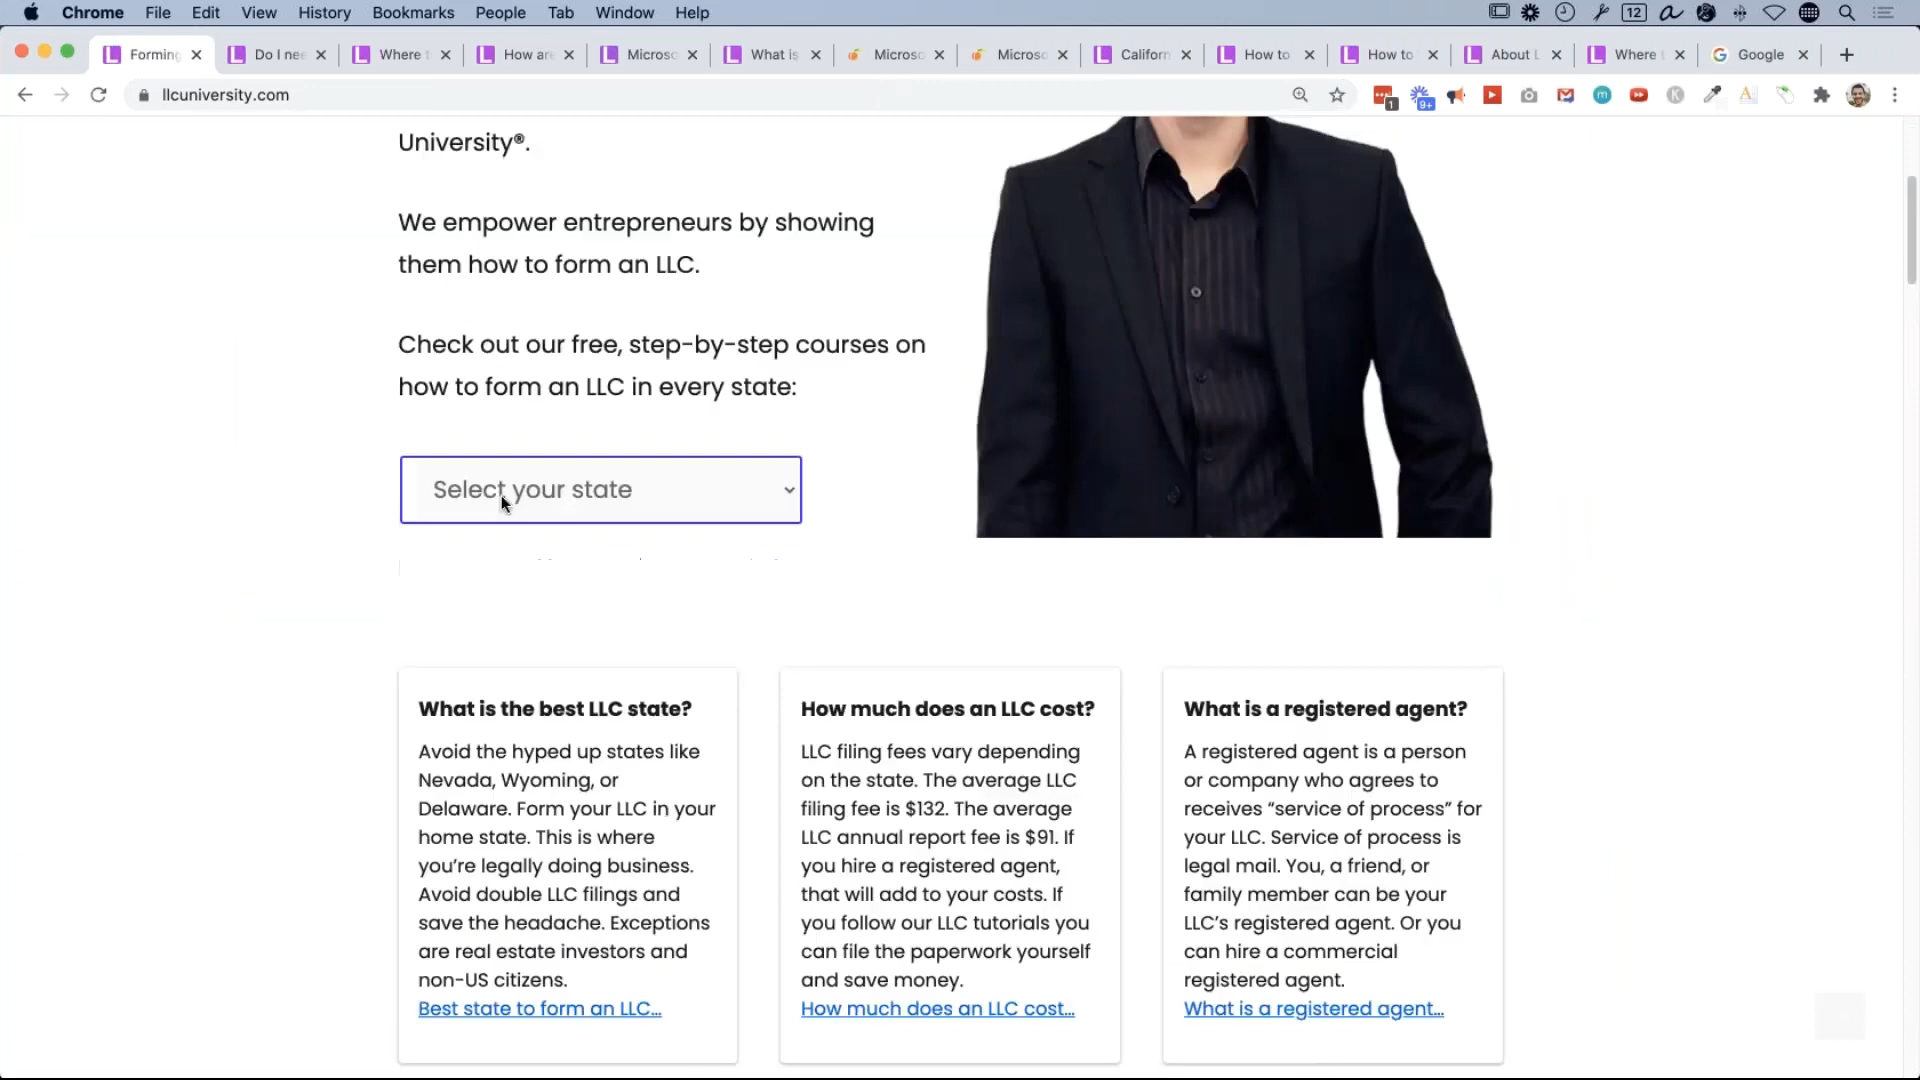 Chrome File Edit View History Bookmarks People Tab Window Help 12
Forming Do I nee Where t How are Microso What is Microso Microso Californ How to How to About L Where Google
llcuniversity.com 1 9+
University®.
We empower entrepreneurs by showing
them how to form an LLC.
Check out our free, step-by-step courses on
how to form an LLC in every state:
Select your state
What is the best LLC state?
Avoid the hyped up states like
Nevada, Wyoming, or
Delaware. Form your LLC in your
home state. This is where
you're legally doing business.
Avoid double LLC filings and
save the headache. Exceptions
are real estate investors and
non-US citizens.
Best state to form an LLC...
How much does an LLC cost?
LLC filing fees vary depending
on the state. The average LLC
filing fee is $132. The average
LLC annual report fee is $91. If
you hire a registered agent,
that will add to your costs. If
you follow our LLC tutorials you
can file the paperwork yourself
and save money.
How much does an LLC cost...
What is a registered agent?
A registered agent is a person
or company who agrees to
receives “service of process” for
your LLC. Service of process is
legal mail. You, a friend, or
family member can be your
LLC's registered agent. Or you
can hire a commercial
registered agent.
What is a registered agent...